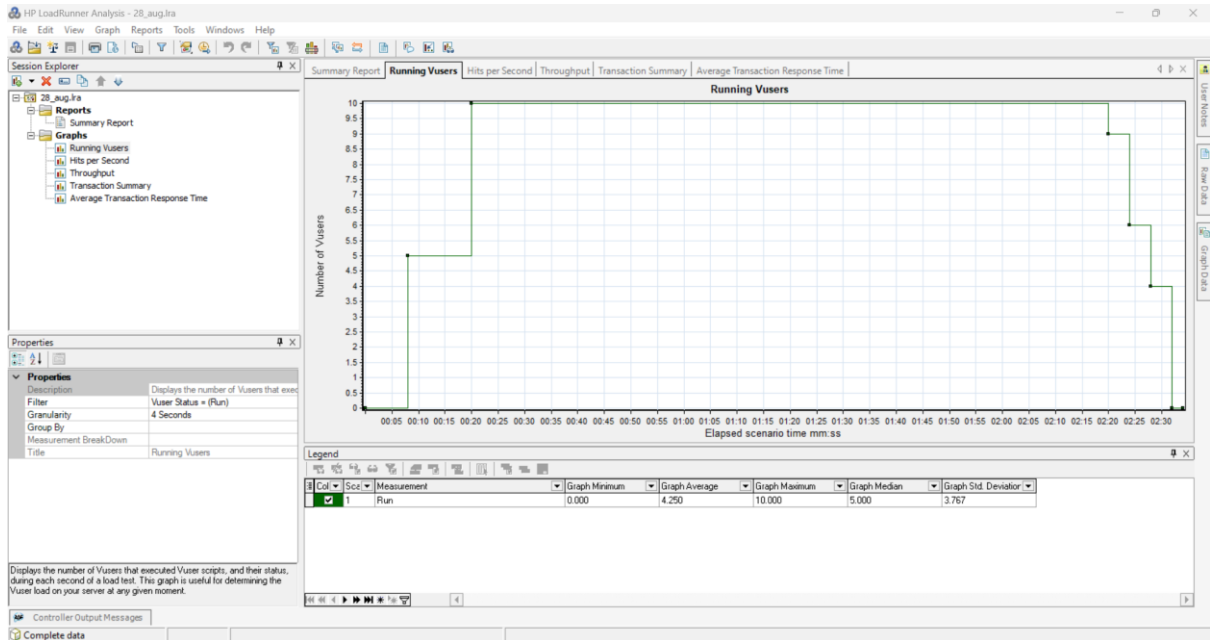 HP LoadRunner Analysis - 28_aug.lra
File Edit View Graph Reports Tools Windows Help
Session Explorer
28_aug.lra
Reports
Summary Report
Graphs
Running Vusers
Hits per Second
Throughput
Transaction Summary
Average Transaction Response Time
Properties
Properties
Description Displays the number of Vusers that exec
Filter Vuser Status = (Run)
Granularity 4 Seconds
Group By
Measurement BreakDown
Title Running Vusers
Displays the number of Vusers that executed Vuser scripts, and their status,
during each second of a load test. This graph is useful for determining the
Vuser load on your server at any given moment.
Summary Report Running Vusers Hits per Second Throughput Transaction Summary Average Transaction Response Time
Running Vusers
Number of Vusers
10
9.5
9
8.5
8
7.5
7
6.5
6
5.5
5
4.5
4
3.5
3
2.5
2
1.5
1
0.5
0
00:05 00:10 00:15 00:20 00:25 00:30 00:35 00:40 00:45 00:50 00:55 01:00 01:05 01:10 01:15 01:20 01:25 01:30 01:35 01:40 01:45 01:50 01:55 02:00 02:05 02:10 02:15 02:20 02:25 02:30
Elapsed scenario time mm:ss
Legend
Col Sca Measurement Graph Minimum Graph Average Graph Maximum Graph Median Graph Std. Deviation
1 Run 0.000 4.250 10.000 5.000 3.767
User Notes
Raw Data
Graph Data
Controller Output Messages
Complete data